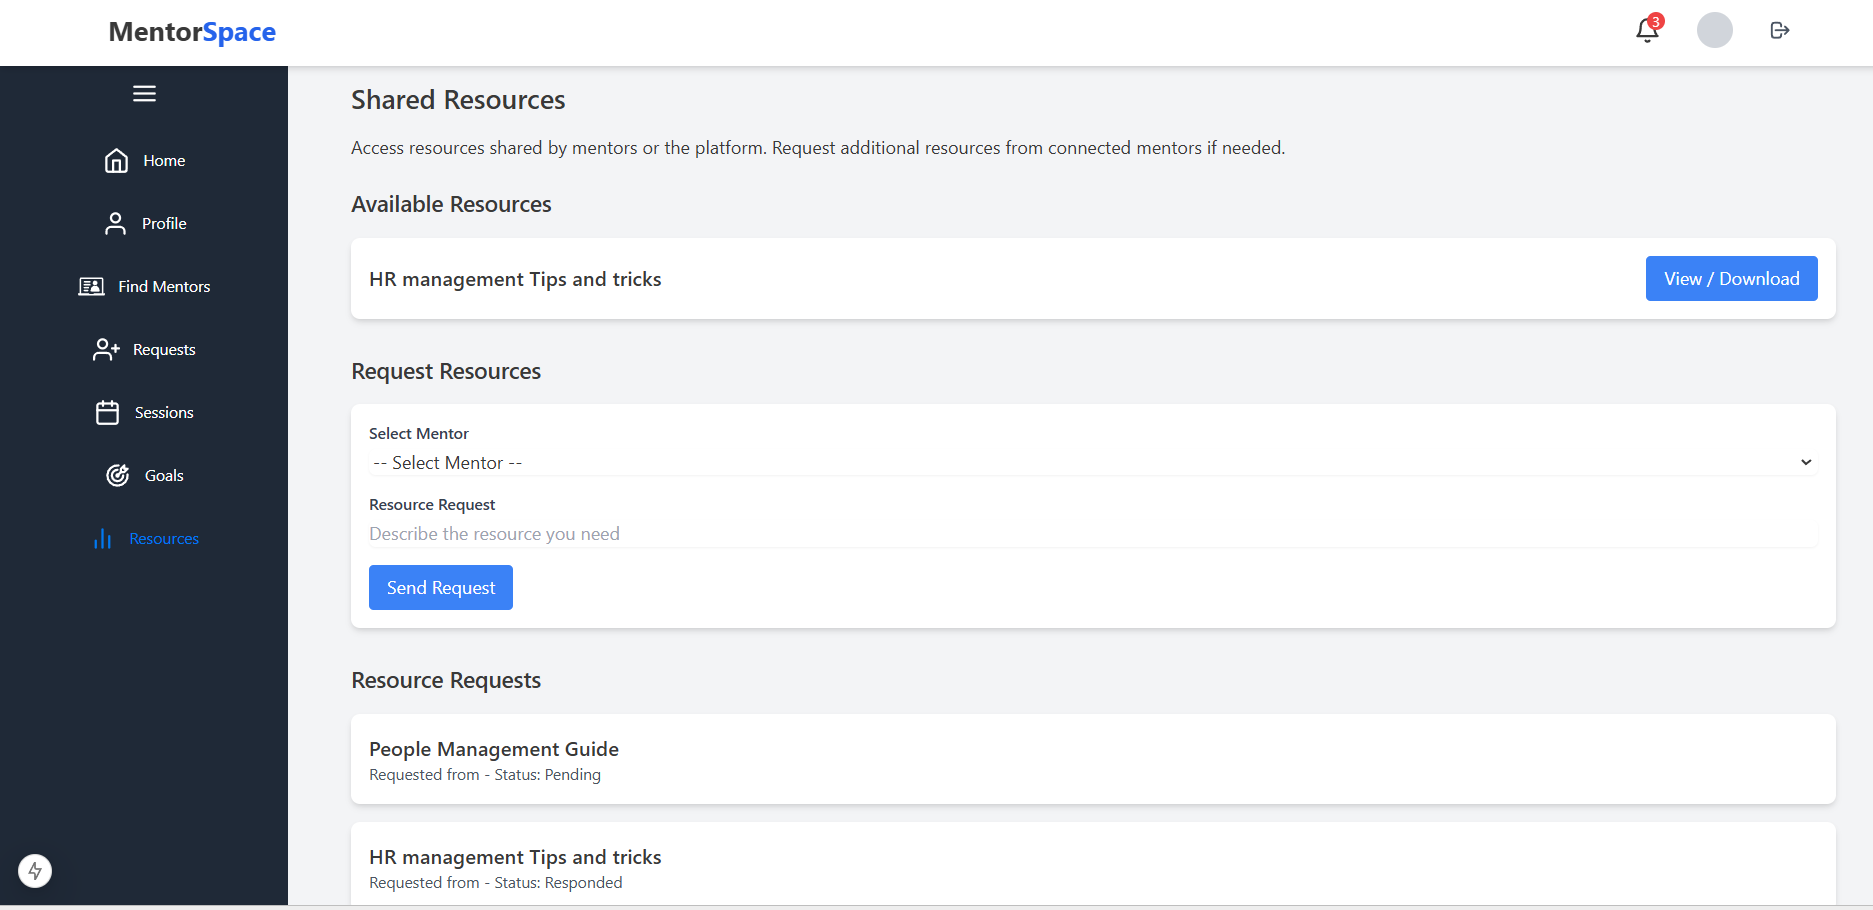 MentorSpace
3
Home
Profile
Find Mentors
Requests
Sessions
Goals
Resources
Shared Resources
Access resources shared by mentors or the platform. Request additional resources from connected mentors if needed.
Available Resources
HR management Tips and tricks
View / Download
Request Resources
Select Mentor
-- Select Mentor --
Resource Request
Describe the resource you need
Send Request
Resource Requests
People Management Guide
Requested from - Status: Pending
HR management Tips and tricks
Requested from - Status: Responded